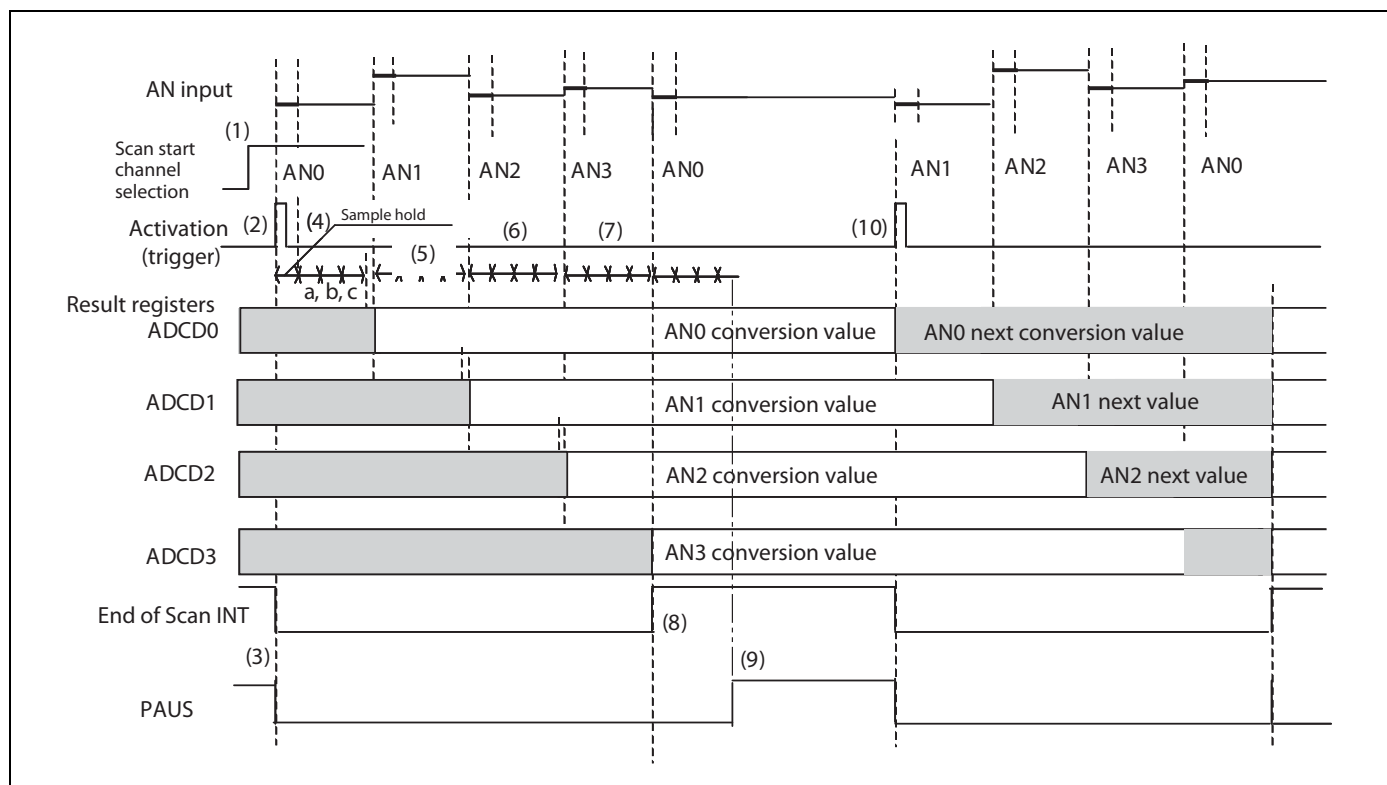 AN input
(1)
Scan start
channel
selection
AN0
AN1
AN2
AN3
AN0
AN1
AN2
AN3
AN0
Activation
(trigger)
(2)
(4)
Sample hold
(5)
(6)
(7)
(10)
a, b, c
Result registers
ADCD0
AN0 conversion value
AN0 next conversion value
ADCD1
AN1 conversion value
AN1 next value
ADCD2
AN2 conversion value
AN2 next value
ADCD3
AN3 conversion value
End of Scan INT
(8)
(3)
(9)
PAUS